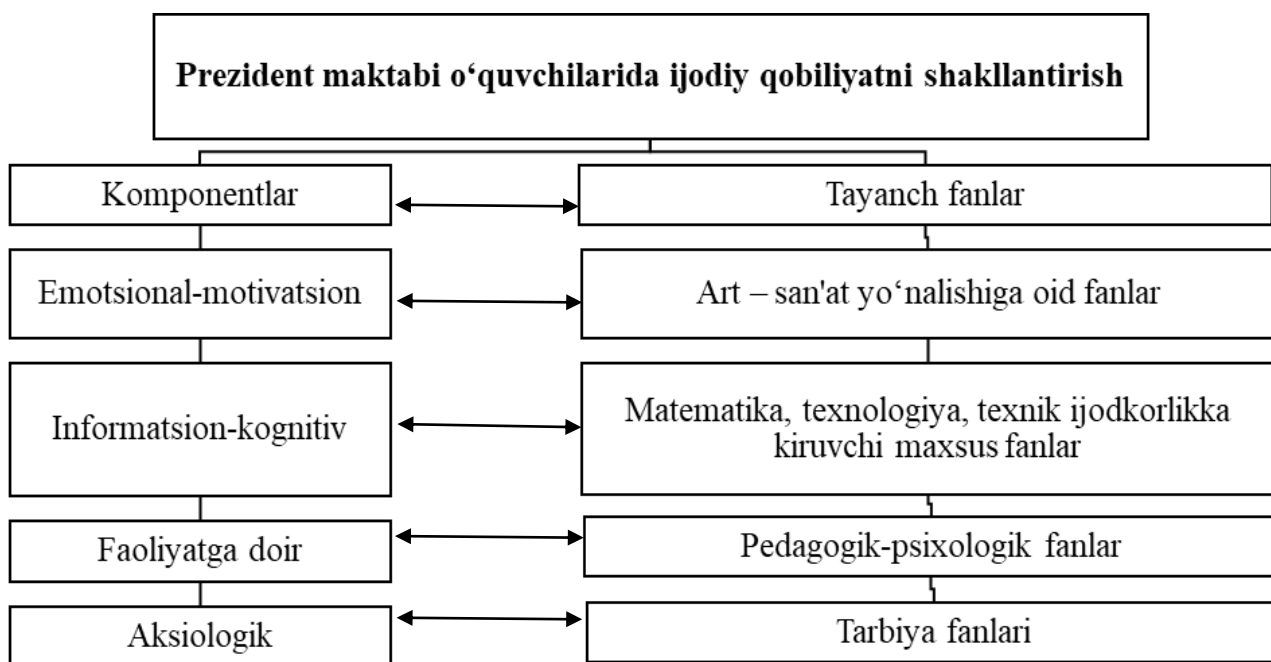 Prezident maktabi o‘quvchilarida ijodiy qobiliyatni shakllantirish
Komponentlar
Tayanch fanlar
Emotsional-motivatsion
Art – san'at yo‘nalishiga oid fanlar
Informatsion-kognitiv
Matematika, texnologiya, texnik ijodkorlikka
kiruvchi maxsus fanlar
Faoliyatga doir
Pedagogik-psixologik fanlar
Aksiologik
Tarbiya fanlari